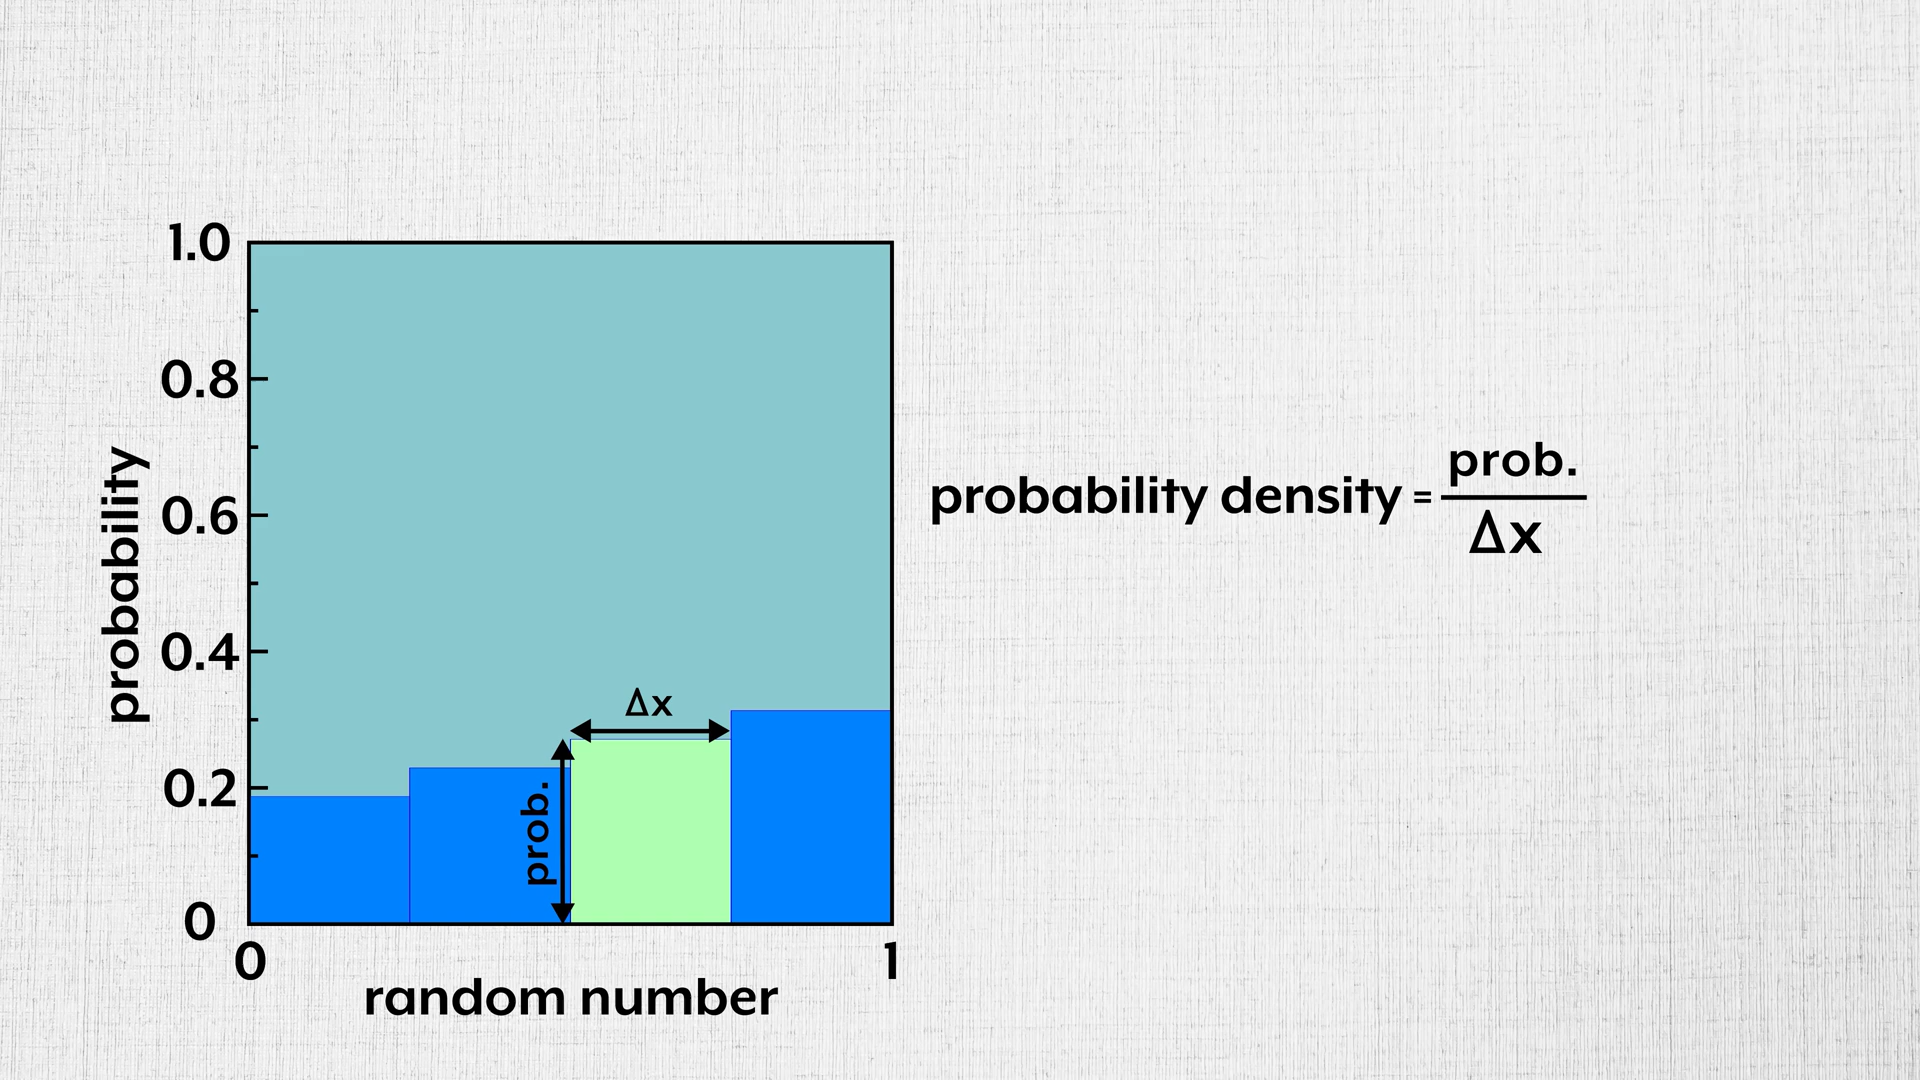 1.0
0.8
0.6
0.4
0.2
0
probability
prob.
Δx
0
1
random number
probability density = prob.
Δx